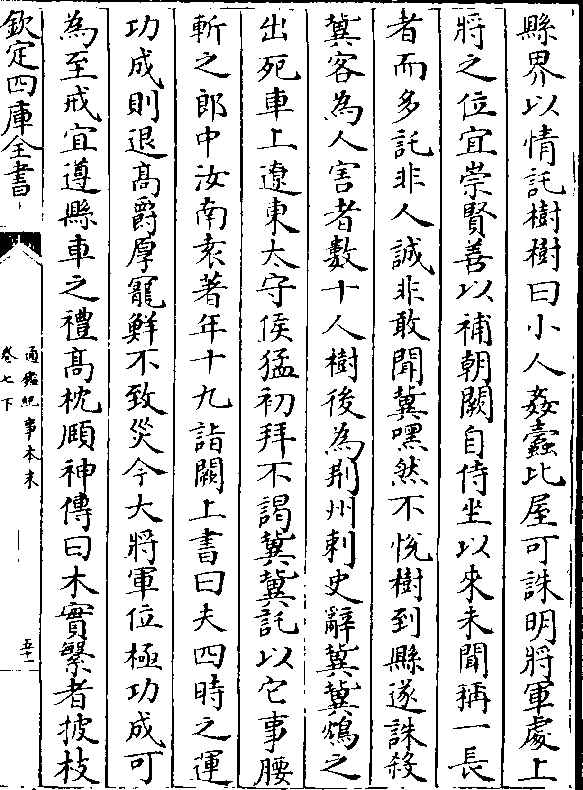 縣界以情託樹樹曰小人姦蠧比屋可誅明將軍處上
將之位宜崇賢善以補朝闕自侍坐以來未聞稱一長
者而多託非人誠非敢聞冀嘿然不悅樹到縣遂誅殺
冀客為人害者數十人樹後為荆州刺史辭冀冀鴆之
出死車上遼東太守侯猛初拜不謁冀冀託以它事腰
斬之郎中汝南袁著年十九詣闕上書曰夫四時之運
功成則退髙爵厚寵鮮不致災今大將軍位極功成可
為至戒宜遵縣車之禮髙枕頥神傳曰木實繁者披枝
欽定四庫全書
通鑑紀事本末
卷七下